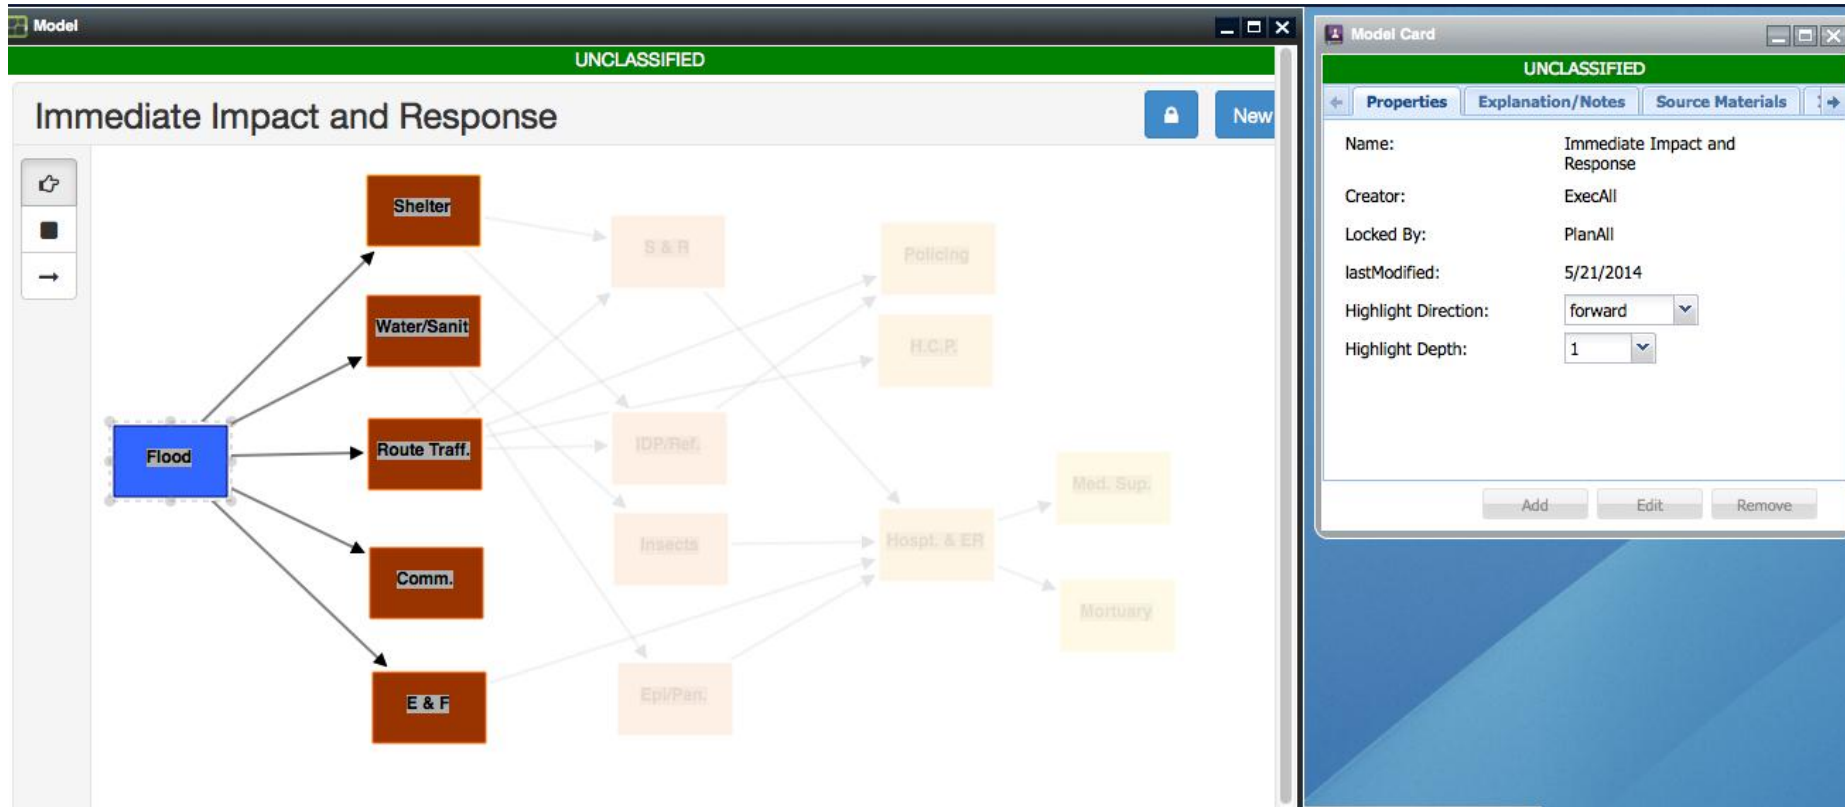 Model
UNCLASSIFIED
Immediate Impact and Response
New
Shelter
Water/Sanit
Route Traff.
Flood
Comm.
E & F
S & R
IDP/Ref.
Insects
Epi/Pan.
Policing
H.C.P.
Hospt. & ER
Med. Sup.
Mortuary
Model Card
UNCLASSIFIED
Properties
Explanation/Notes
Source Materials
Name:
Immediate Impact and
Response
Creator:
ExecAll
Locked By:
PlanAll
lastModified:
5/21/2014
Highlight Direction:
forward
Highlight Depth:
1
Add
Edit
Remove